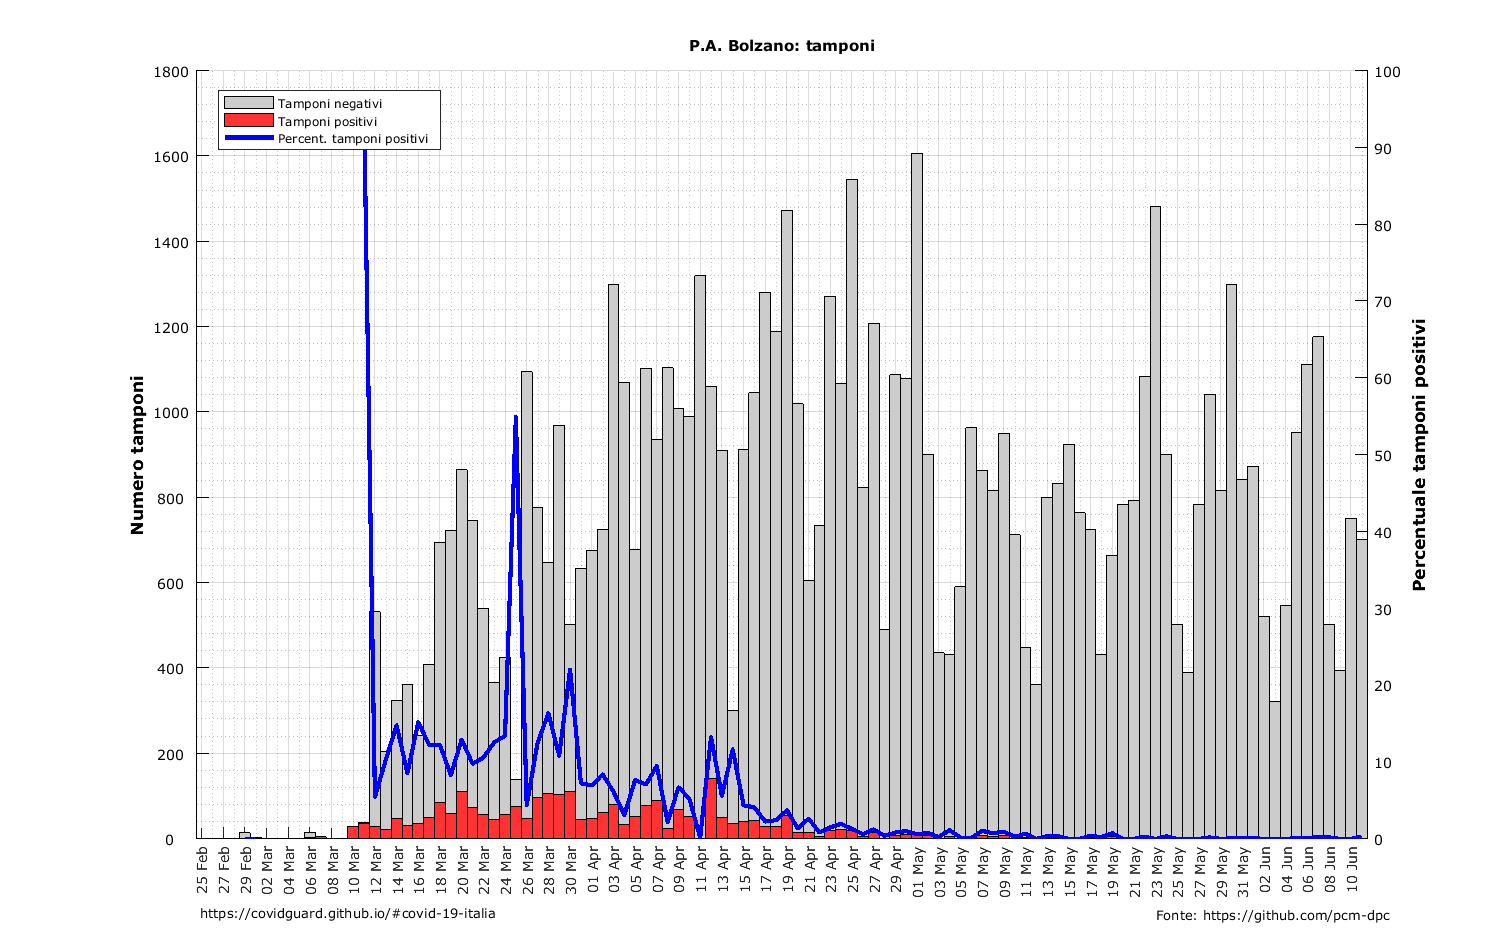 P.A. Bolzano: tamponi
1800
1600
1400
1200
1000
800
600
400
200
0
Numero tamponi
Tamponi negativi
Tamponi positivi
Percent. tamponi positivi
100
90
80
70
60
50
40
30
20
10
0
Percentuale tamponi positivi
25 Feb
27 Feb
29 Feb
02 Mar
04 Mar
06 Mar
08 Mar
10 Mar
12 Mar
14 Mar
16 Mar
18 Mar
20 Mar
22 Mar
24 Mar
26 Mar
28 Mar
30 Mar
01 Apr
03 Apr
05 Apr
07 Apr
09 Apr
11 Apr
13 Apr
15 Apr
17 Apr
19 Apr
21 Apr
23 Apr
25 Apr
27 Apr
29 Apr
01 May
03 May
05 May
07 May
09 May
11 May
13 May
15 May
17 May
19 May
21 May
23 May
25 May
27 May
29 May
31 May
02 Jun
04 Jun
06 Jun
08 Jun
10 Jun
https://covidguard.github.io/#covid-19-italia
Fonte: https://github.com/pcm-dpc